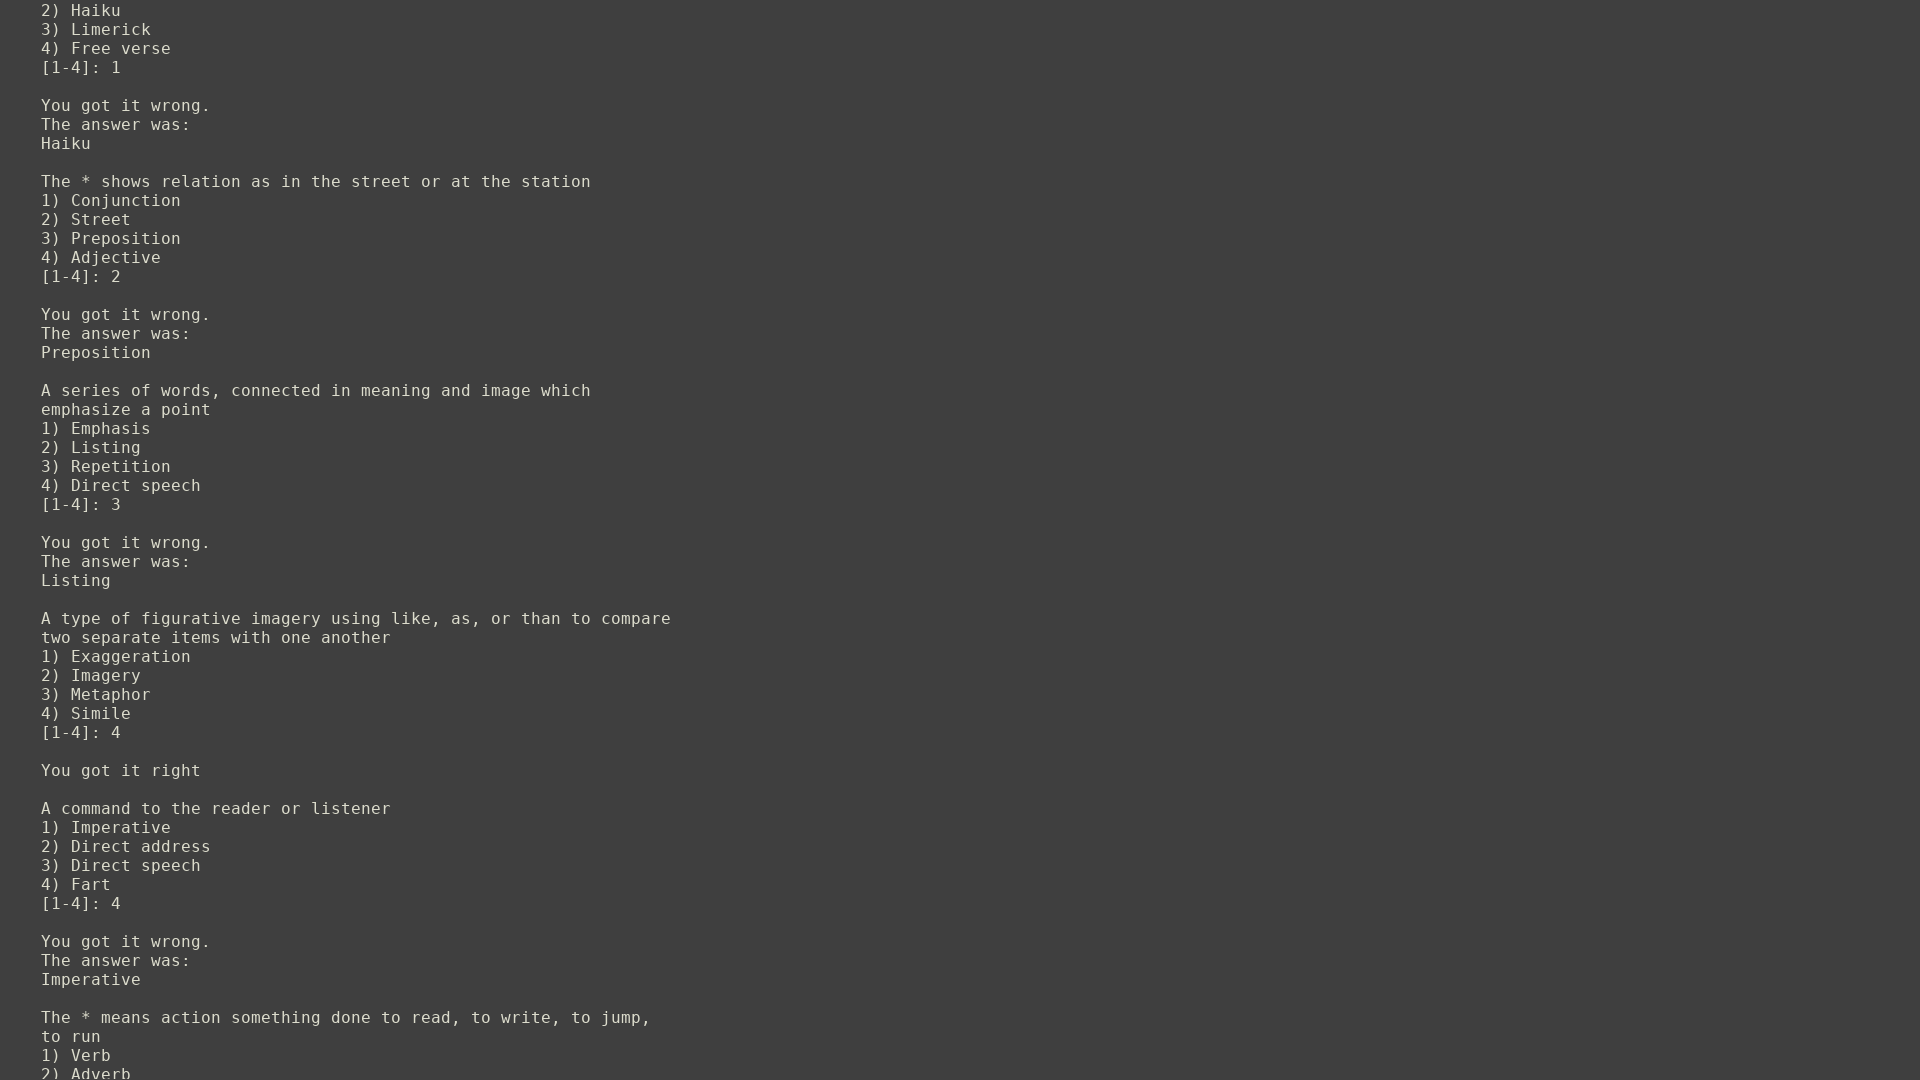 2) Haiku
3) Limerick
4) Free verse
[1-4]: 1
You got it wrong.
The answer was:
Haiku
The * shows relation as in the street or at the station
1) Conjunction
2) Street
3) Preposition
4) Adjective
[1-4]: 2
You got it wrong.
The answer was:
Preposition
A series of words, connected in meaning and image which
emphasize a point
1) Emphasis
2) Listing
3) Repetition
4) Direct speech
[1-4]: 3
You got it wrong.
The answer was:
Listing
A type of figurative imagery using like, as, or than to compare
two separate items with one another
1) Exaggeration
2) Imagery
3) Metaphor
4) Simile
[1-4]: 4
You got it right
A command to the reader or listener
1) Imperative
2) Direct address
3) Direct speech
4) Fart
[1-4]: 4
You got it wrong.
The answer was:
Imperative
The * means action something done to read, to write, to jump,
to run
1) Verb
2) Adverb